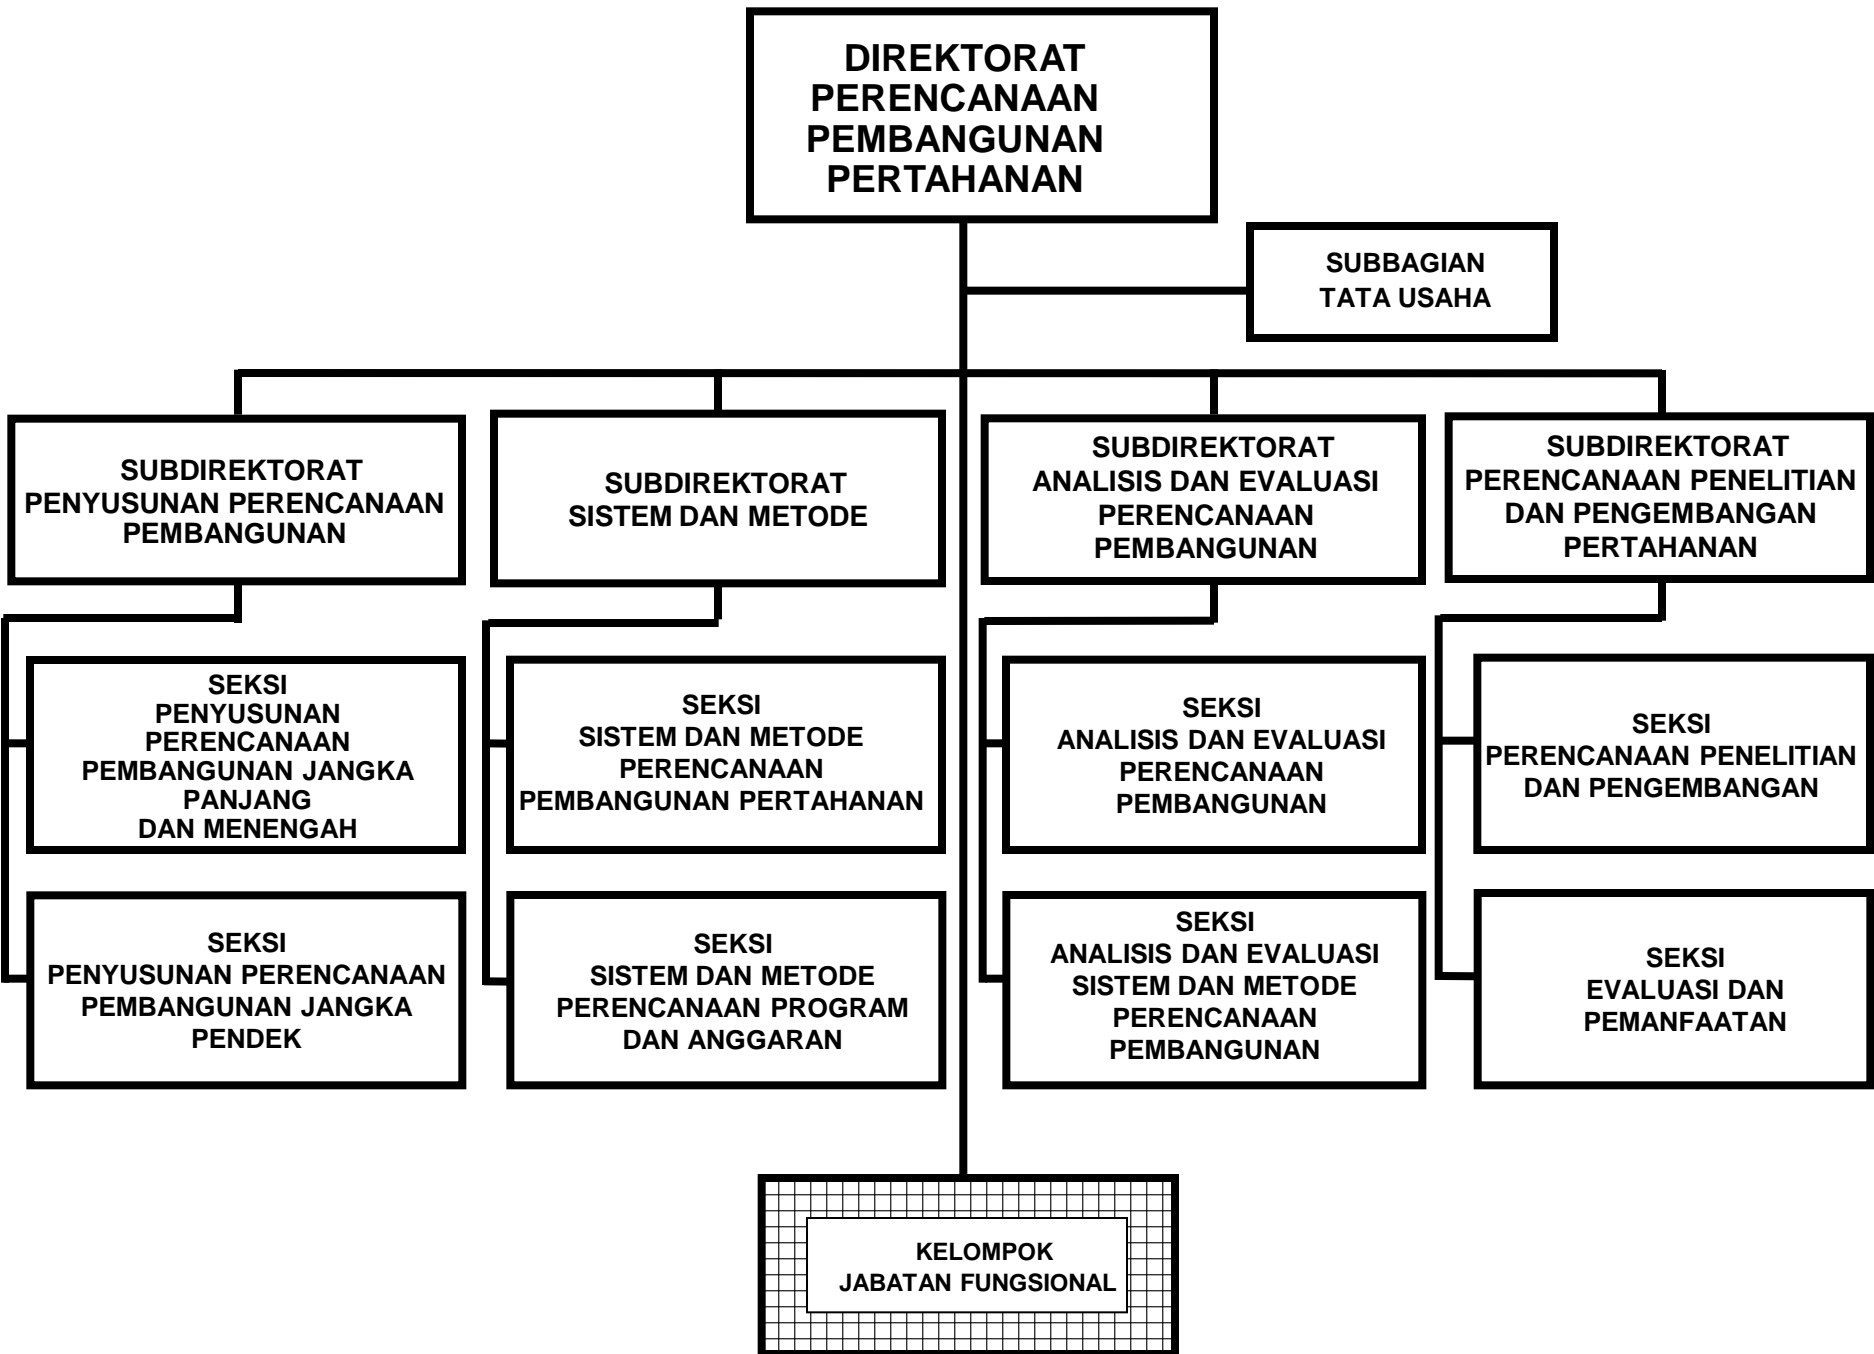 DIREKTORAT
PERENCANAAN
PEMBANGUNAN
PERTAHANAN
SUBBAGIAN
TATA USAHA
SUBDIREKTORAT
PENYUSUNAN PERENCANAAN
PEMBANGUNAN
SUBDIREKTORAT
SISTEM DAN METODE
SUBDIREKTORAT
ANALISIS DAN EVALUASI
PERENCANAAN
PEMBANGUNAN
SUBDIREKTORAT
PERENCANAAN PENELITIAN
DAN PENGEMBANGAN
PERTAHANAN
SEKSI
PENYUSUNAN
PERENCANAAN
PEMBANGUNAN JANGKA
PANJANG
DAN MENENGAH
SEKSI
SISTEM DAN METODE
PERENCANAAN
PEMBANGUNAN PERTAHANAN
SEKSI
ANALISIS DAN EVALUASI
PERENCANAAN
PEMBANGUNAN
SEKSI
PERENCANAAN PENELITIAN
DAN PENGEMBANGAN
SEKSI
PENYUSUNAN PERENCANAAN
PEMBANGUNAN JANGKA
PENDEK
SEKSI
SISTEM DAN METODE
PERENCANAAN PROGRAM
DAN ANGGARAN
SEKSI
ANALISIS DAN EVALUASI
SISTEM DAN METODE
PERENCANAAN
PEMBANGUNAN
SEKSI
EVALUASI DAN
PEMANFAATAN
KELOMPOK
JABATAN FUNGSIONAL